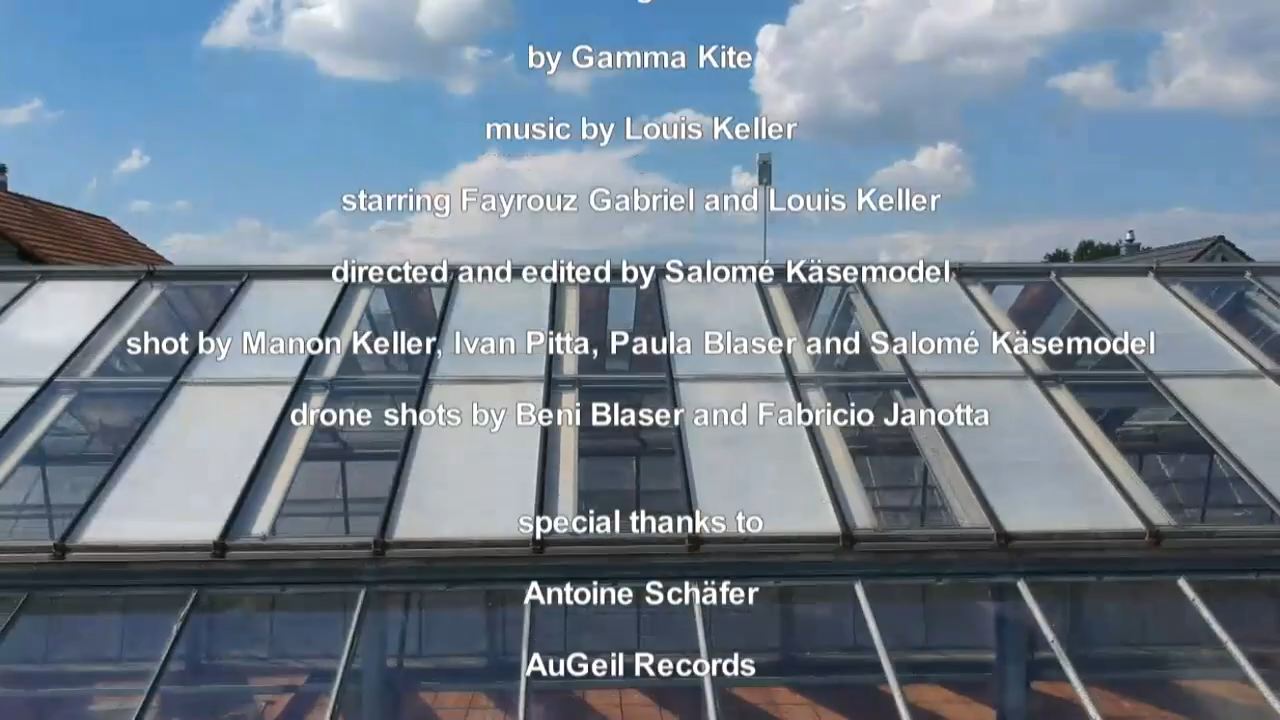 by Gamma Kite
music by Louis Keller
starring Fayrouz Gabriel and Louis Keller
directed and edited by Salomé Käsemodel
shot by Manon Keller, Ivan Pitta, Paula Blaser and Salomé Käsemodel
drone shots by Beni Blaser and Fabricio Janotta
special thanks to
Antoine Schäfer
AuGeil Records